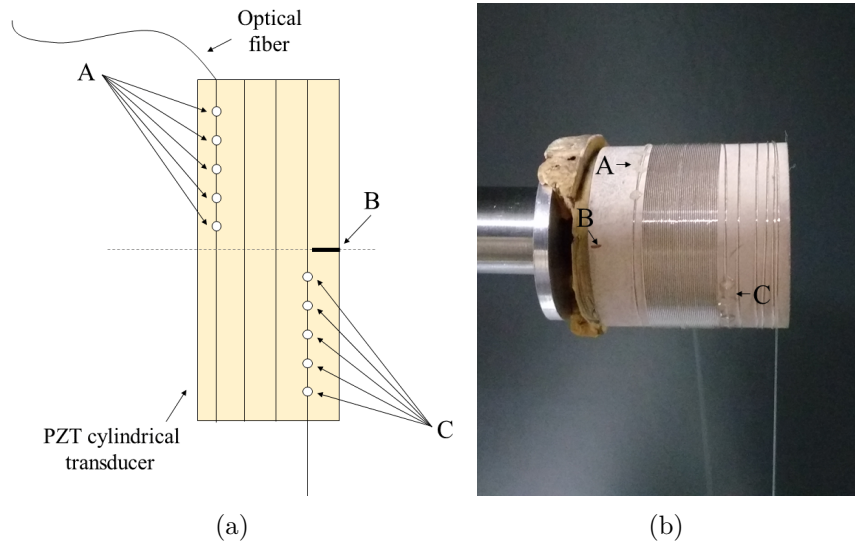 Optical
fiber
A
B
C
PZT cylindrical
transducer
(a)
A
B
C
(b)